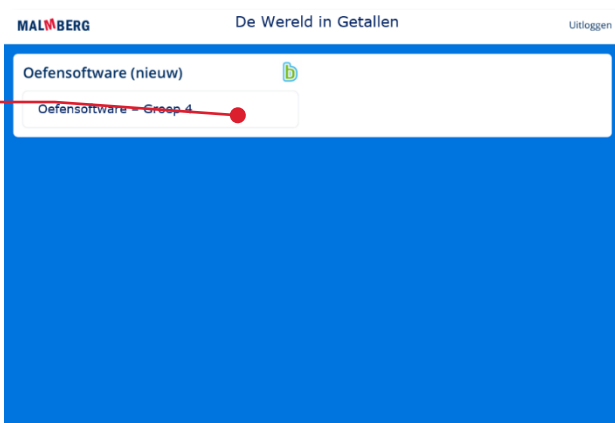 MALMBERG
De Wereld in Getallen
Uitloggen
Oefensoftware (nieuw)
b
Oefensoftware – Groep 4